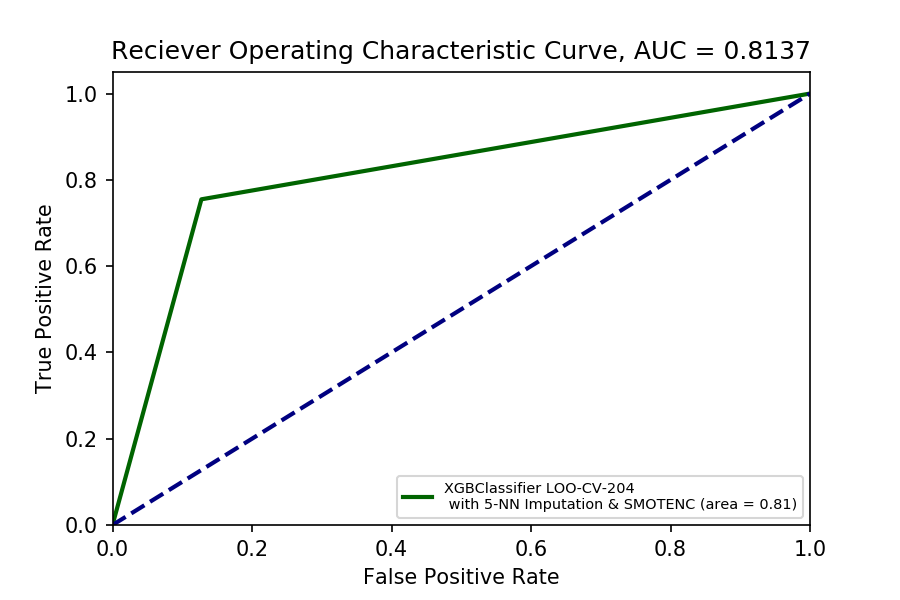 Reciever Operating Characteristic Curve, AUC = 0.8137
True Positive Rate
1.0
0.8
0.6
0.4
0.2
0.0
XGBClassifier LOO-CV-204
with 5-NN Imputation & SMOTENC (area = 0.81)
0.0 0.2 0.4 0.6 0.8 1.0
False Positive Rate